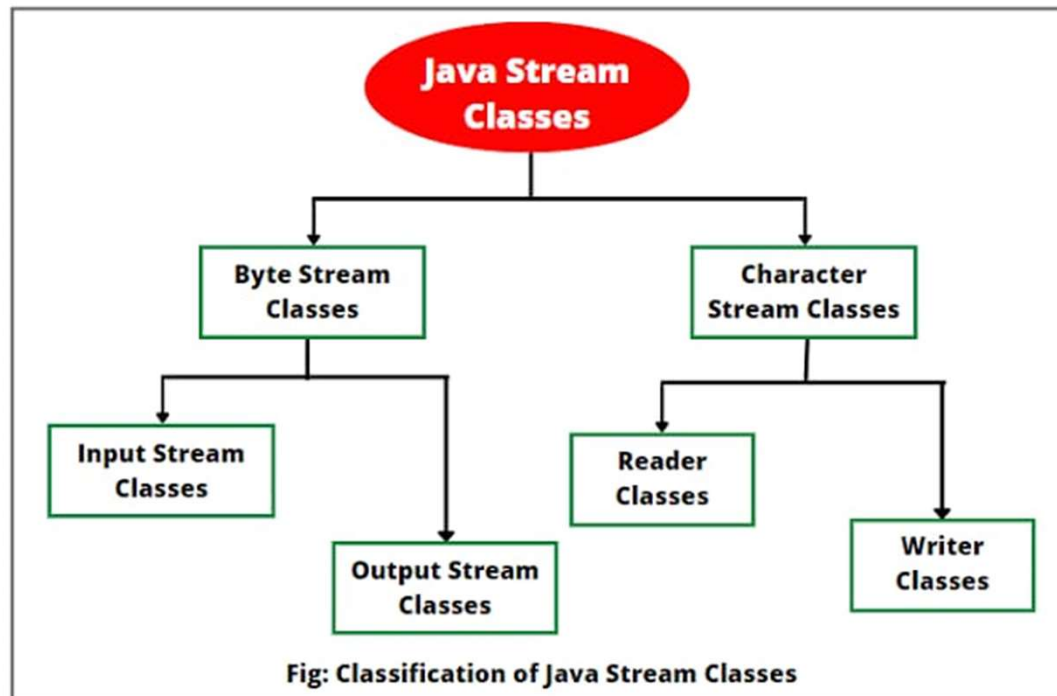 Java Stream
Classes
Byte Stream
Classes
Character
Stream Classes
Input Stream
Classes
Reader
Classes
Output Stream
Classes
Writer
Classes
Fig: Classification of Java Stream Classes